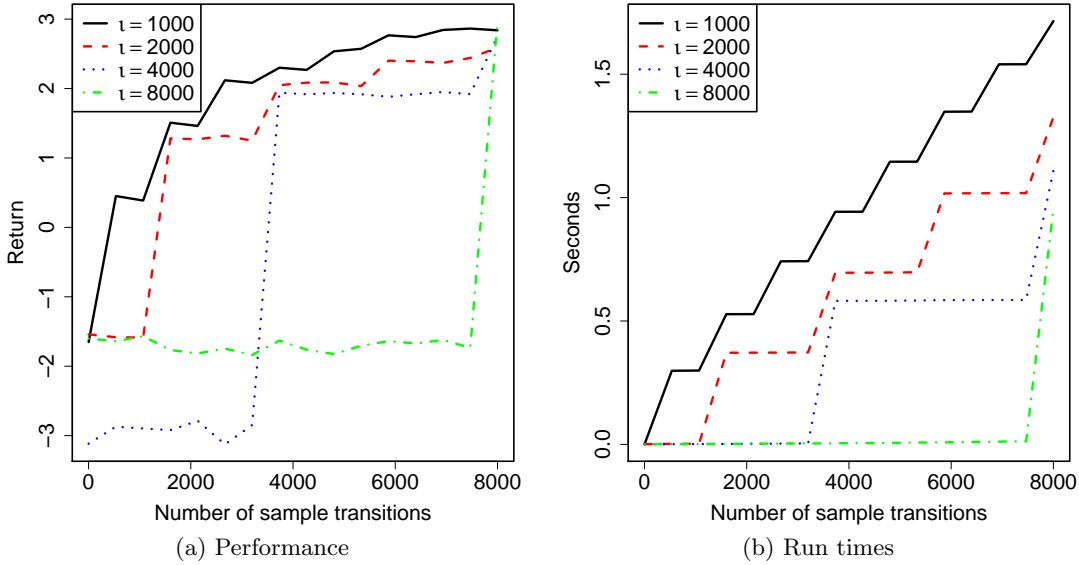 ι = 1000
ι = 2000
ι = 4000
ι = 8000
3
2
1
0
−1
−2
−3
Return
0
2000
4000
6000
8000
Number of sample transitions
(a) Performance
ι = 1000
ι = 2000
ι = 4000
ι = 8000
1.5
1.0
0.5
0.0
Seconds
0
2000
4000
6000
8000
Number of sample transitions
(b) Run times